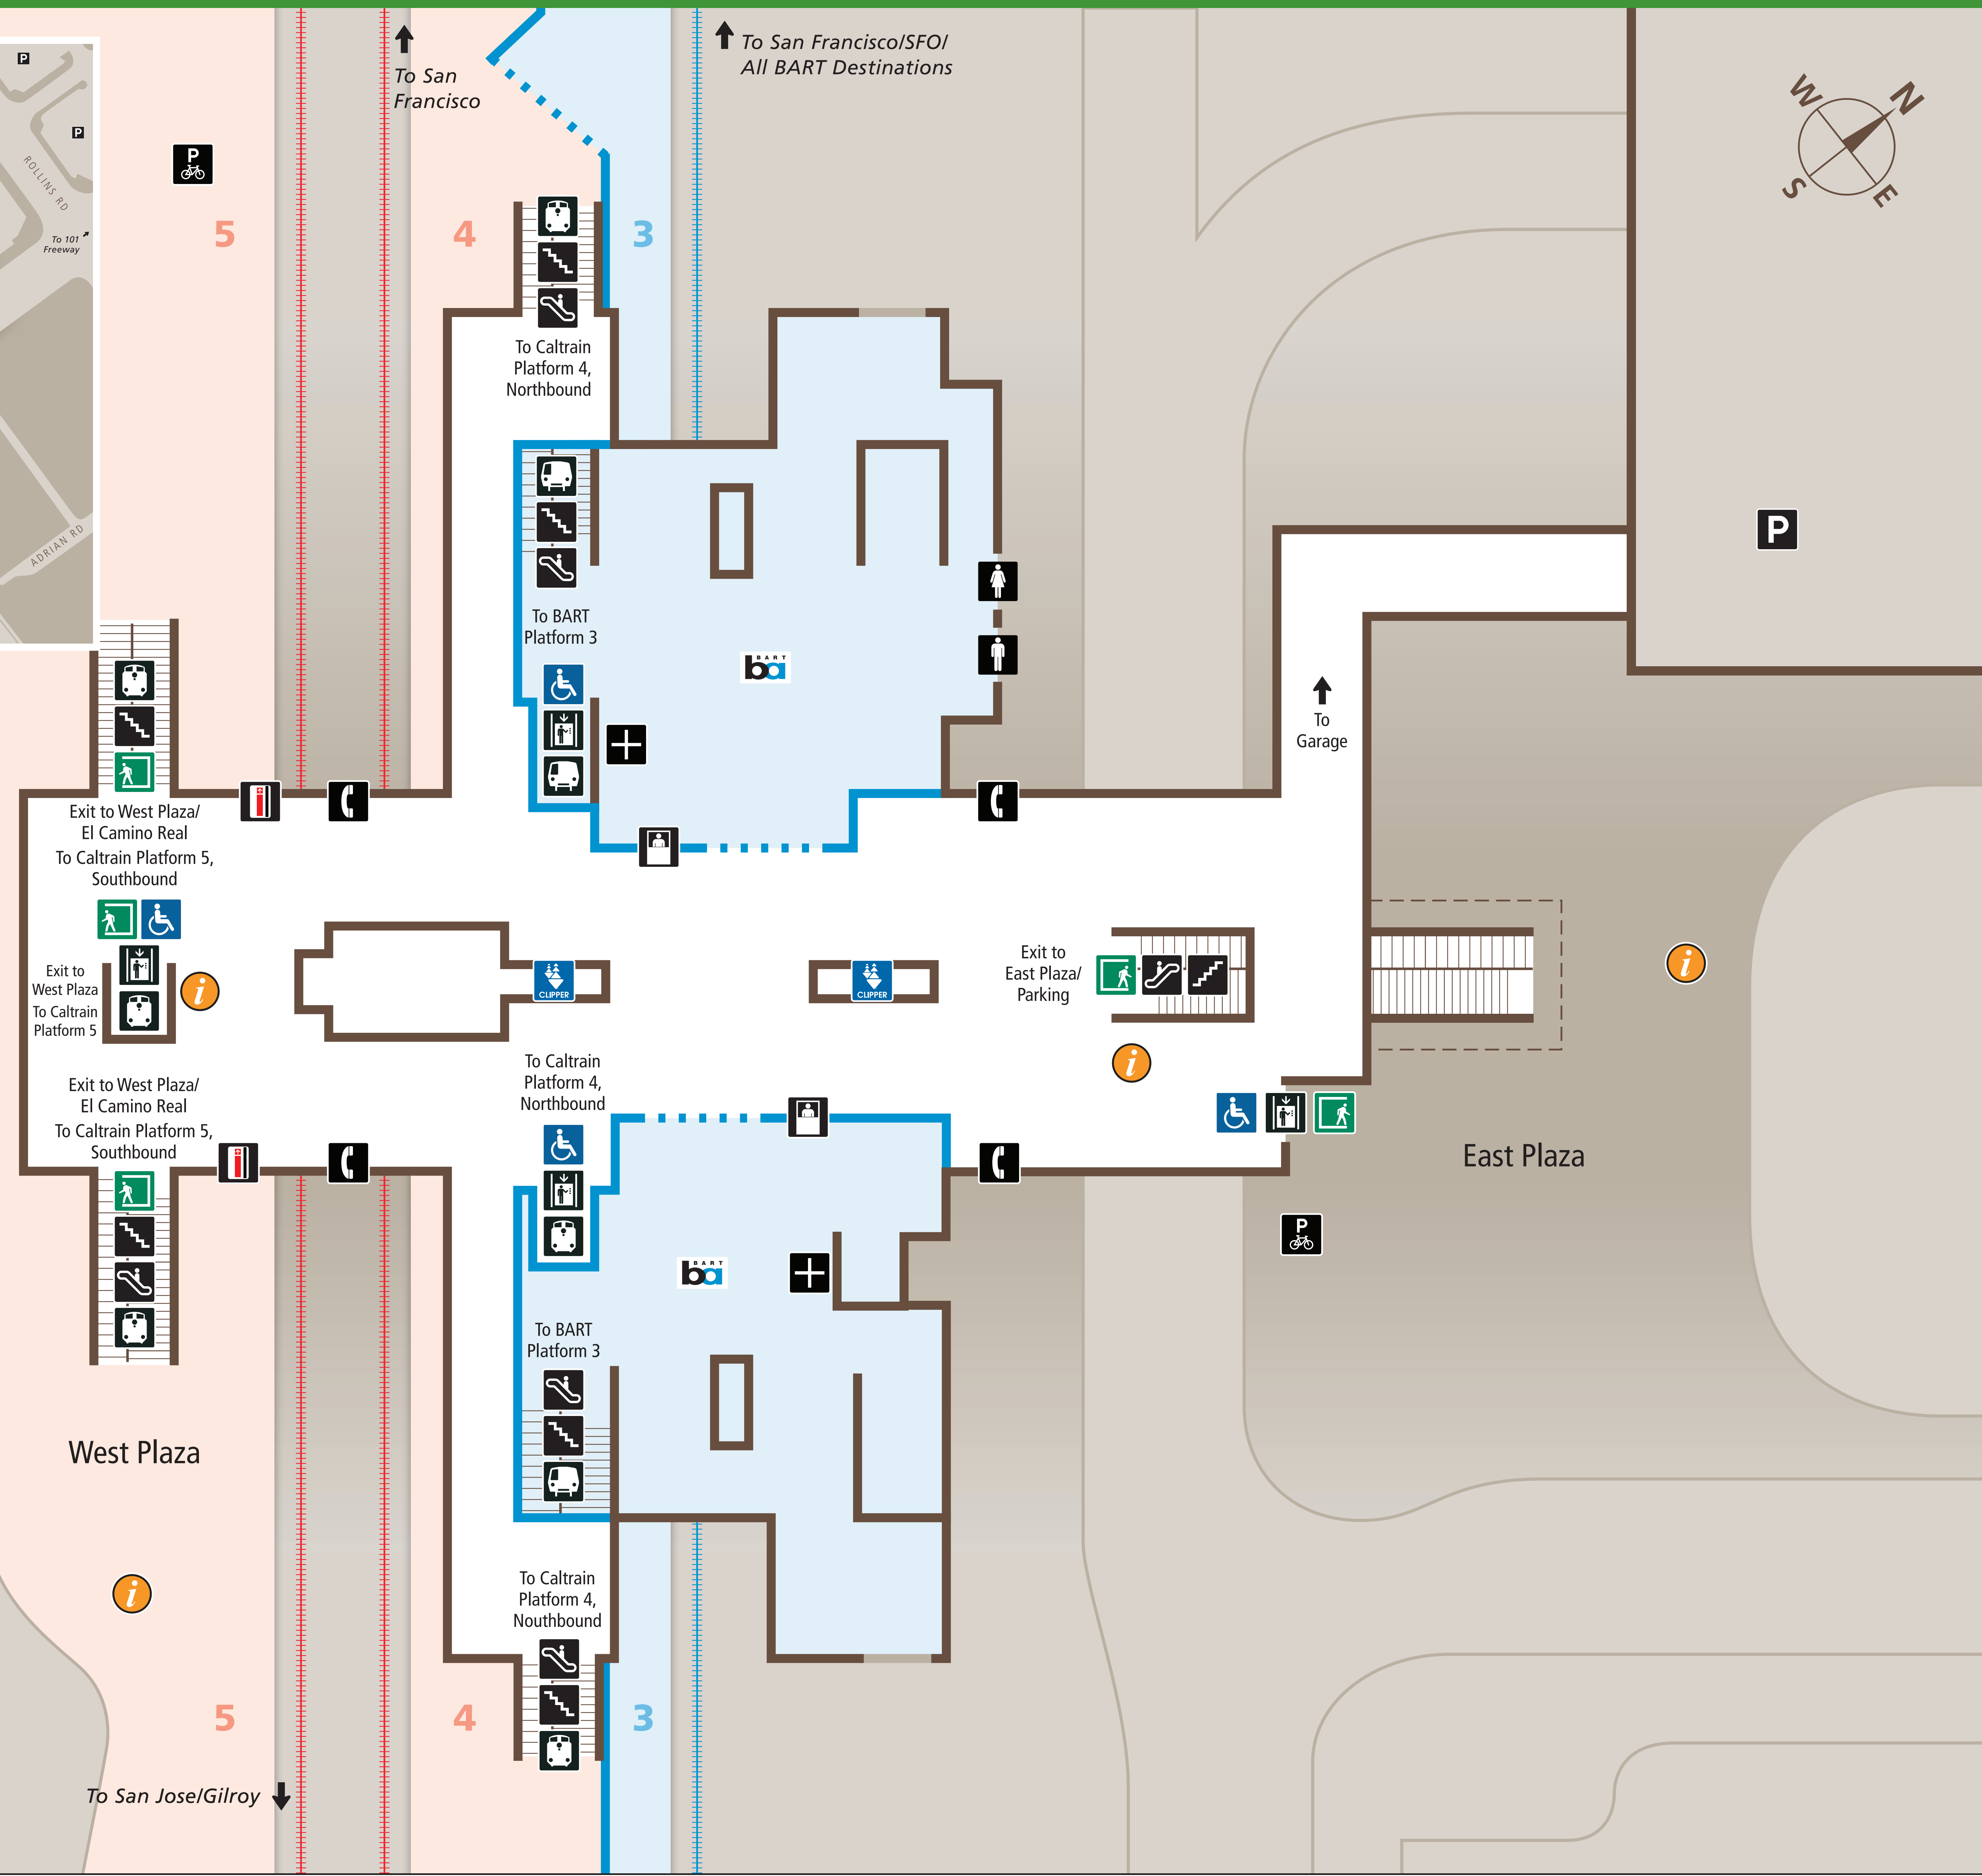 To San Francisco/SFO/
All BART Destinations
To San
Francisco
W
N
S
E
P
P
ROLLINS RD
To 101
Freeway
ADRIAN RD
P
5
4
3
To Caltrain
Platform 4,
Northbound
P
To BART
Platform 3
BART
ba
To
Garage
Exit to West Plaza/
El Camino Real
To Caltrain Platform 5,
Southbound
Exit to
West Plaza
To Caltrain
Platform 5
i
CLIPPER
CLIPPER
Exit to
East Plaza/
Parking
i
i
To Caltrain
Platform 4,
Northbound
Exit to West Plaza/
El Camino Real
To Caltrain Platform 5,
Southbound
East Plaza
P
BART
ba
To BART
Platform 3
West Plaza
i
To Caltrain
Platform 4,
Nouthbound
5
4
3
To San Jose/Gilroy